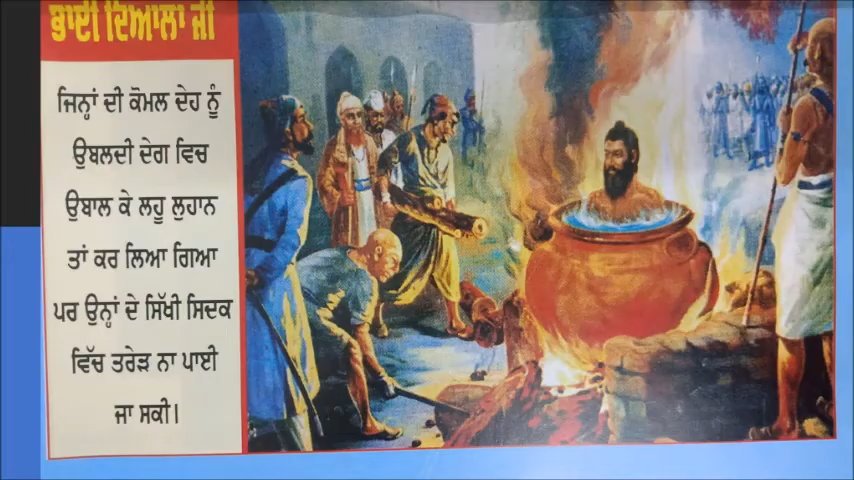 ਭਾਈ ਦਿਆਲਾ ਜੀ
ਜਿਨ੍ਹਾਂ ਦੀ ਕੋਮਲ ਦੇਹ ਨੂੰ
ਉਬਲਦੀ ਦੇਗ ਵਿਚ
ਉਬਾਲ ਕੇ ਲਹੂ ਲੁਹਾਨ
ਤਾਂ ਕਰ ਲਿਆ ਗਿਆ
ਪਰ ਉਨ੍ਹਾਂ ਦੇ ਸਿੱਖੀ ਸਿਦਕ
ਵਿੱਚ ਤਰੇੜ ਨਾ ਪਾਈ
ਜਾ ਸਕੀ।